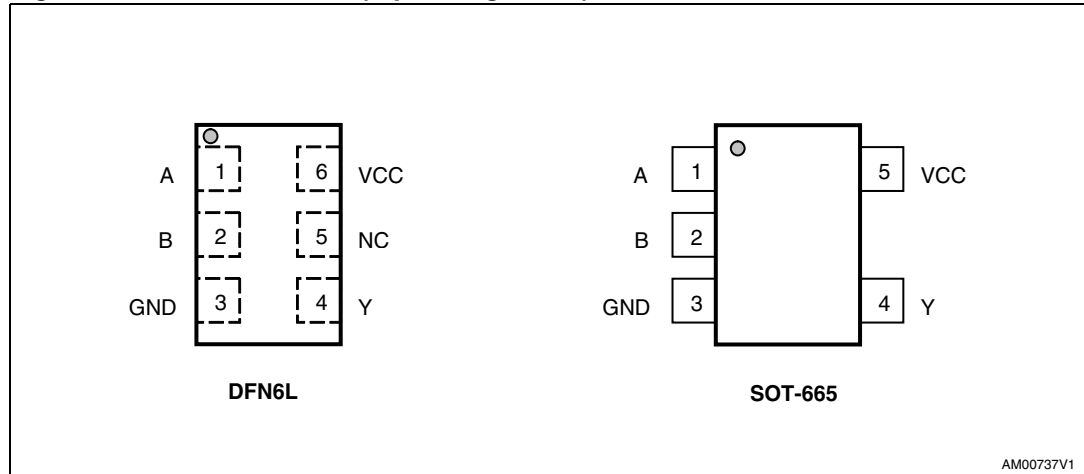 A 1 6 VCC A 1 5 VCC
B 2 5 NC B 2
GND 3 4 Y GND 3 4 Y
DFN6L SOT-665
AM00737V1